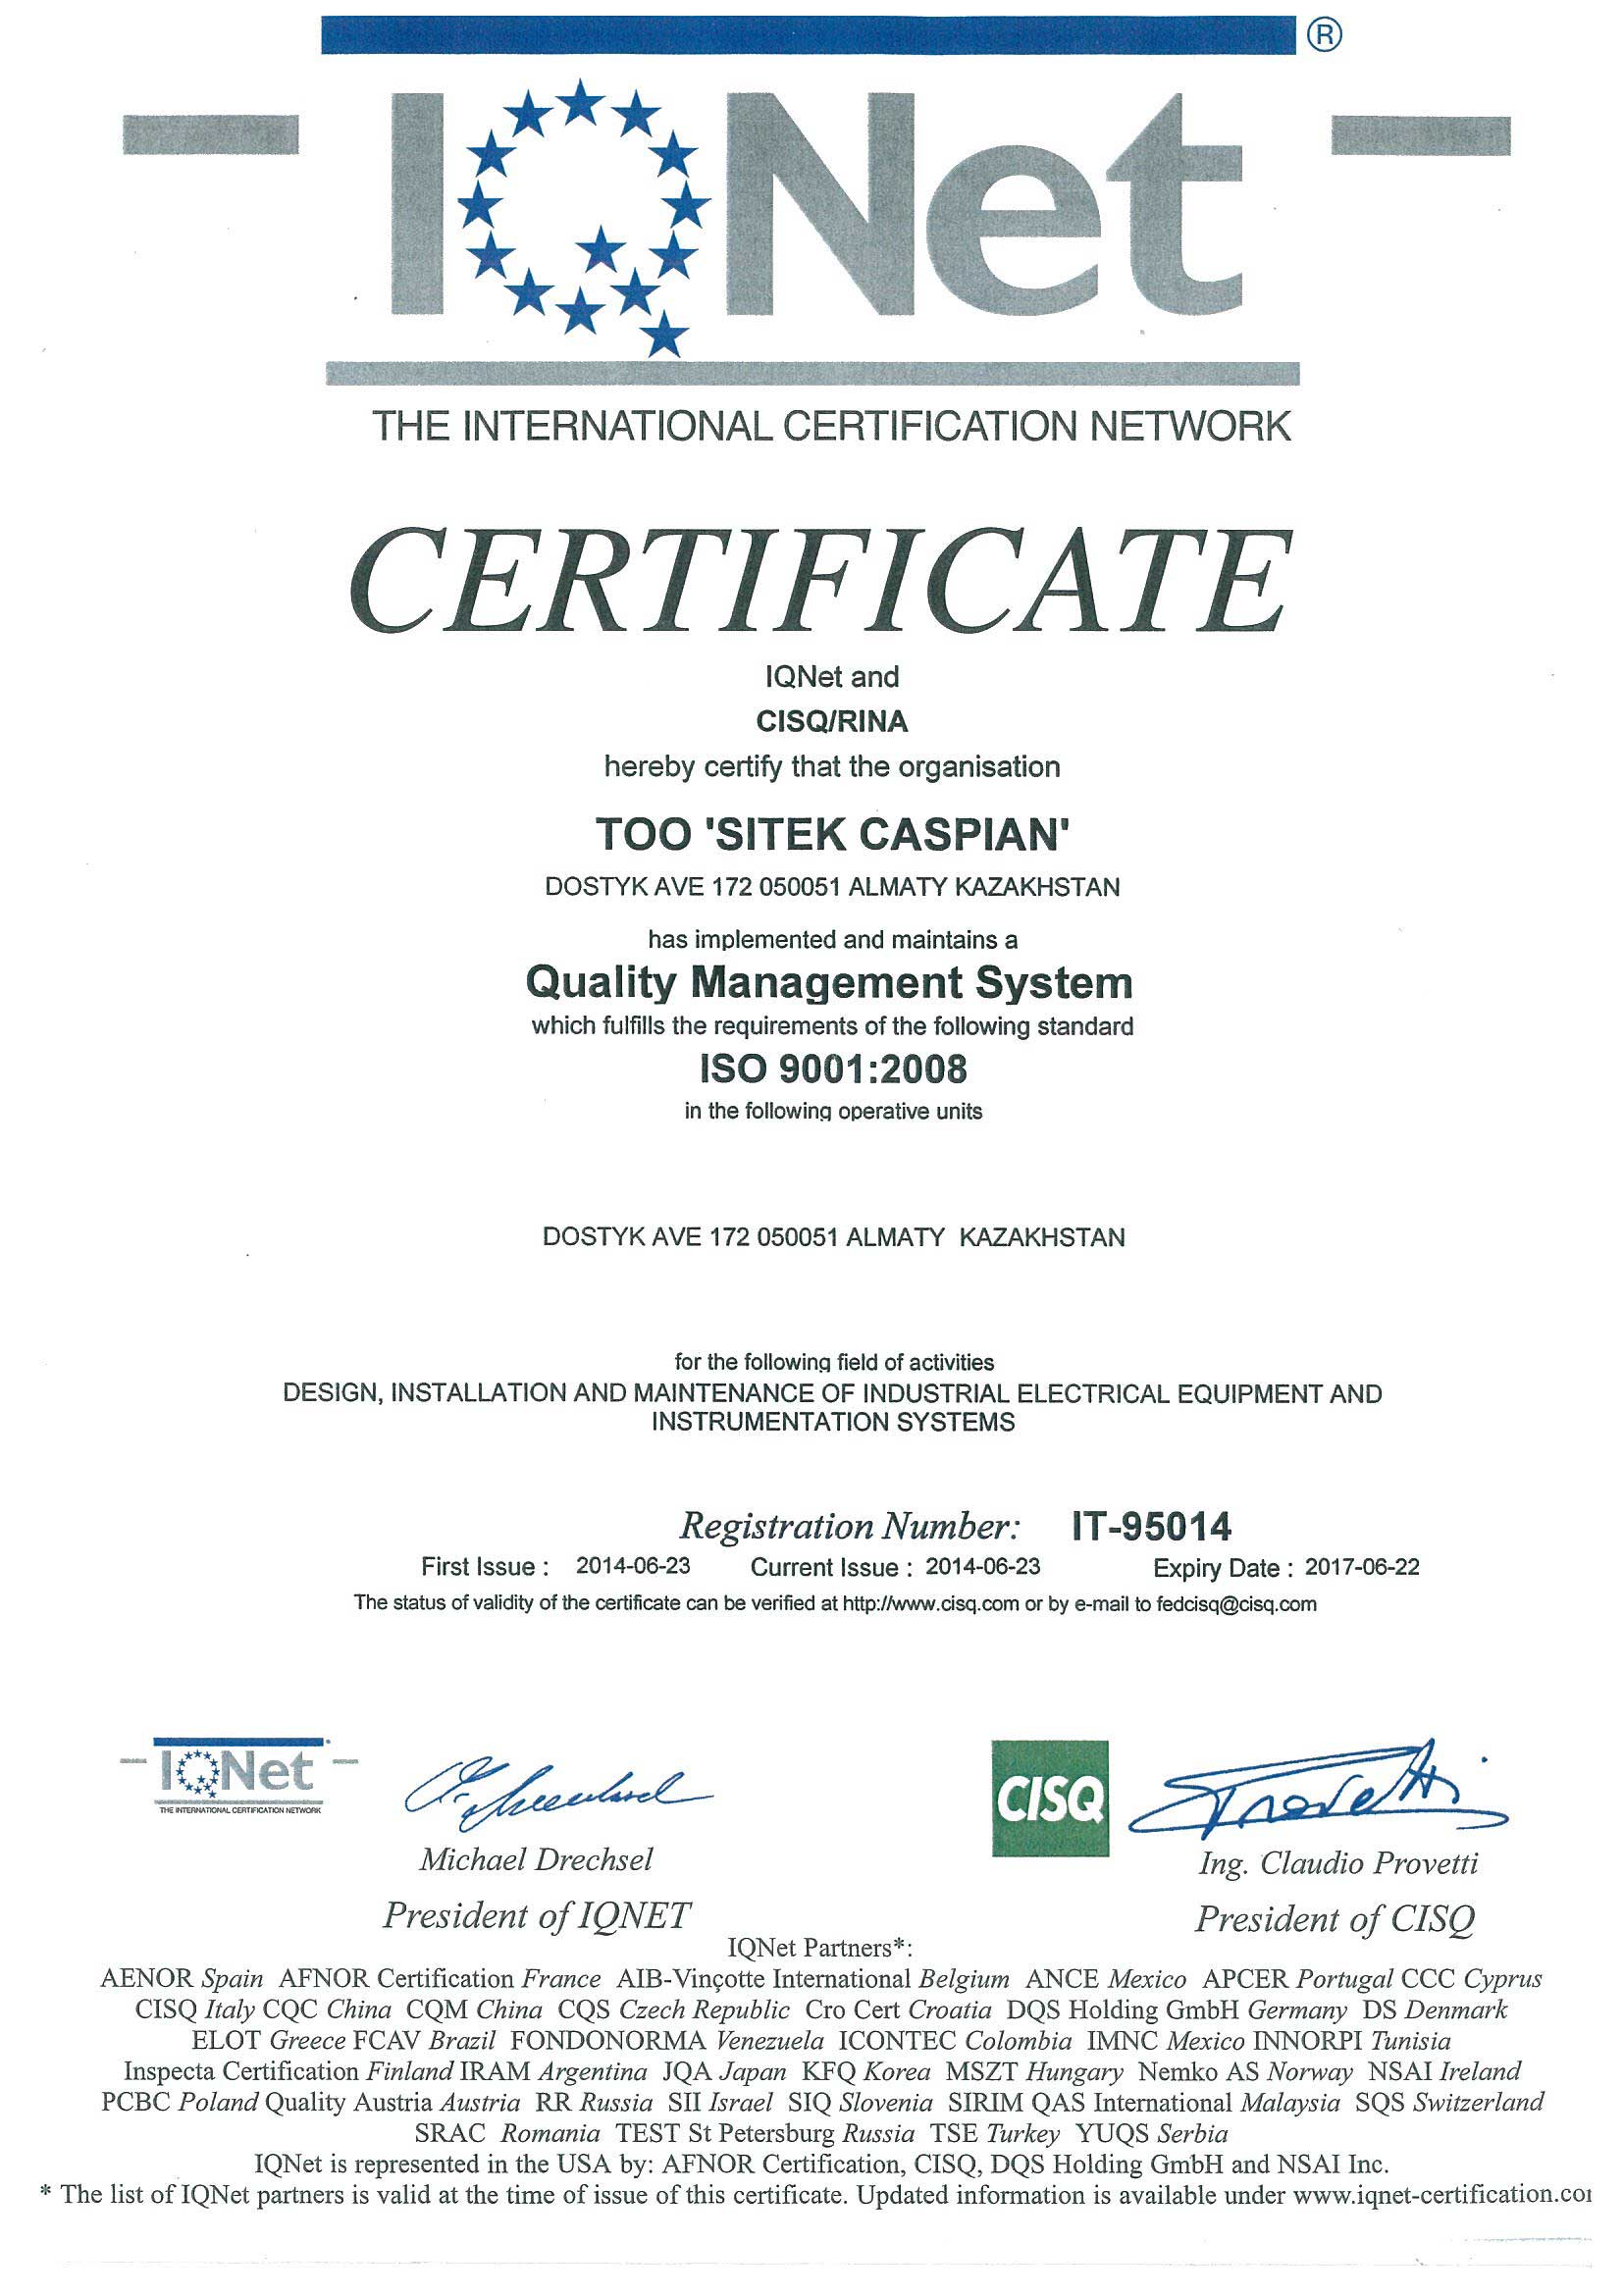 IQNet ®
THE INTERNATIONAL CERTIFICATION NETWORK
CERTIFICATE
IQNet and
CISQ/RINA
hereby certify that the organisation
TOO 'SITEK CASPIAN'
DOSTYK AVE 172 050051 ALMATY KAZAKHSTAN
has implemented and maintains a
Quality Management System
which fulfills the requirements of the following standard
ISO 9001:2008
in the following operative units
DOSTYK AVE 172 050051 ALMATY KAZAKHSTAN
for the following field of activities
DESIGN, INSTALLATION AND MAINTENANCE OF INDUSTRIAL ELECTRICAL EQUIPMENT AND
INSTRUMENTATION SYSTEMS
Registration Number: IT-95014
First Issue : 2014-06-23 Current Issue : 2014-06-23 Expiry Date : 2017-06-22
The status of validity of the certificate can be verified at http://www.cisq.com or by e-mail to fedcisq@cisq.com
IQNet
THE INTERNATIONAL CERTIFICATION NETWORK
CISQ
Michael Drechsel
Ing. Claudio Provetti
President of IQNET
President of CISQ
IQNet Partners*:
AENOR Spain AFNOR Certification France AIB-Vinçotte International Belgium ANCE Mexico APCER Portugal CCC Cyprus
CISQ Italy CQC China CQM China CQS Czech Republic Cro Cert Croatia DQS Holding GmbH Germany DS Denmark
ELOT Greece FCAV Brazil FONDONORMA Venezuela ICONTEC Colombia IMNC Mexico INNORPI Tunisia
Inspecta Certification Finland IRAM Argentina JQA Japan KFQ Korea MSZT Hungary Nemko AS Norway NSAI Ireland
PCBC Poland Quality Austria Austria RR Russia SII Israel SIQ Slovenia SIRIM QAS International Malaysia SQS Switzerland
SRAC Romania TEST St Petersburg Russia TSE Turkey YUQS Serbia
IQNet is represented in the USA by: AFNOR Certification, CISQ, DQS Holding GmbH and NSAI Inc.
* The list of IQNet partners is valid at the time of issue of this certificate. Updated information is available under www.iqnet-certification.co